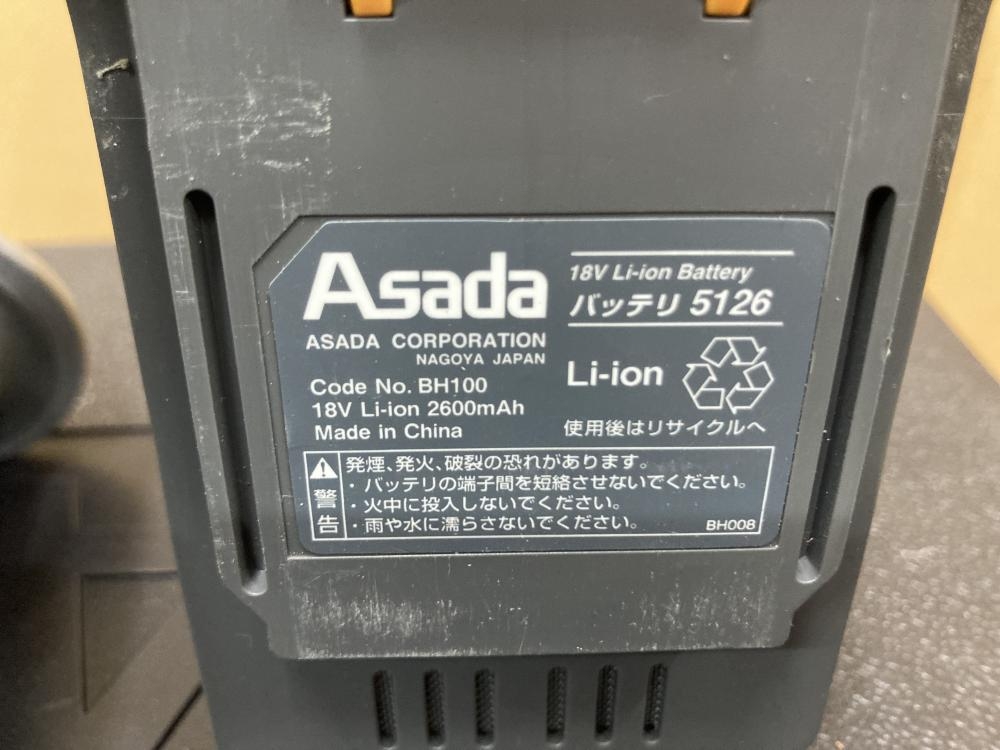 Asada
ASADA CORPORATION
NAGOYA JAPAN
Code No. BH100
18V Li-ion 2600mAh
Made in China
18V Li-ion Battery
バッテリ 5126
Li-ion
使用後はリサイクルへ
警告
発煙、発火、破裂の恐れがあります。
・バッテリの端子間を短絡させないでください。
・火中に投入しないでください。
・雨や水に濡らさないでください。
BH008